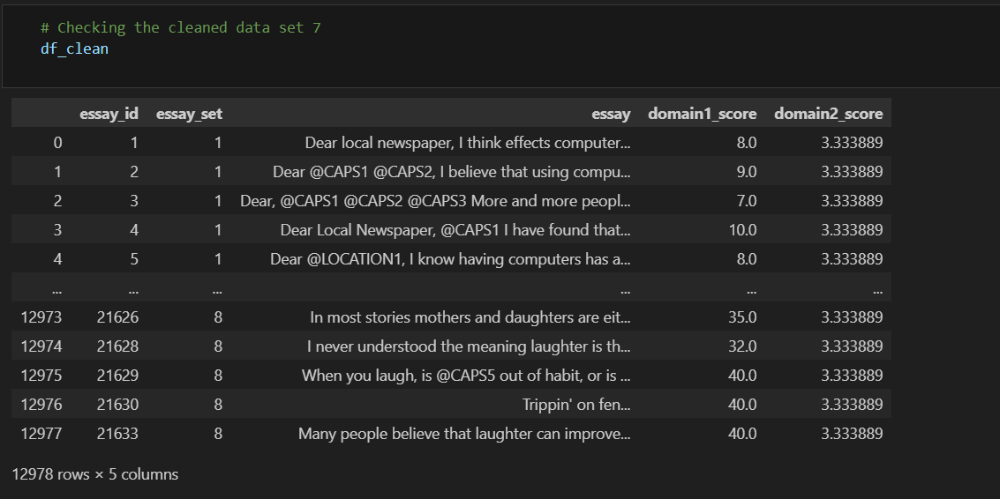 # Checking the cleaned data set 7
df_clean
essay_id essay_set essay domain1_score domain2_score
0 1 1 Dear local newspaper, I think effects computer... 8.0 3.333889
1 2 1 Dear @CAPS1 @CAPS2, I believe that using compu... 9.0 3.333889
2 3 1 Dear, @CAPS1 @CAPS2 @CAPS3 More and more peopl... 7.0 3.333889
3 4 1 Dear Local Newspaper, @CAPS1 I have found that... 10.0 3.333889
4 5 1 Dear @LOCATION1, I know having computers has a... 8.0 3.333889
... ... ... ... ... ...
12973 21626 8 In most stories mothers and daughters are eit... 35.0 3.333889
12974 21628 8 I never understood the meaning laughter is th... 32.0 3.333889
12975 21629 8 When you laugh, is @CAPS5 out of habit, or is ... 40.0 3.333889
12976 21630 8 Trippin' on fen... 40.0 3.333889
12977 21633 8 Many people believe that laughter can improve... 40.0 3.333889
12978 rows × 5 columns